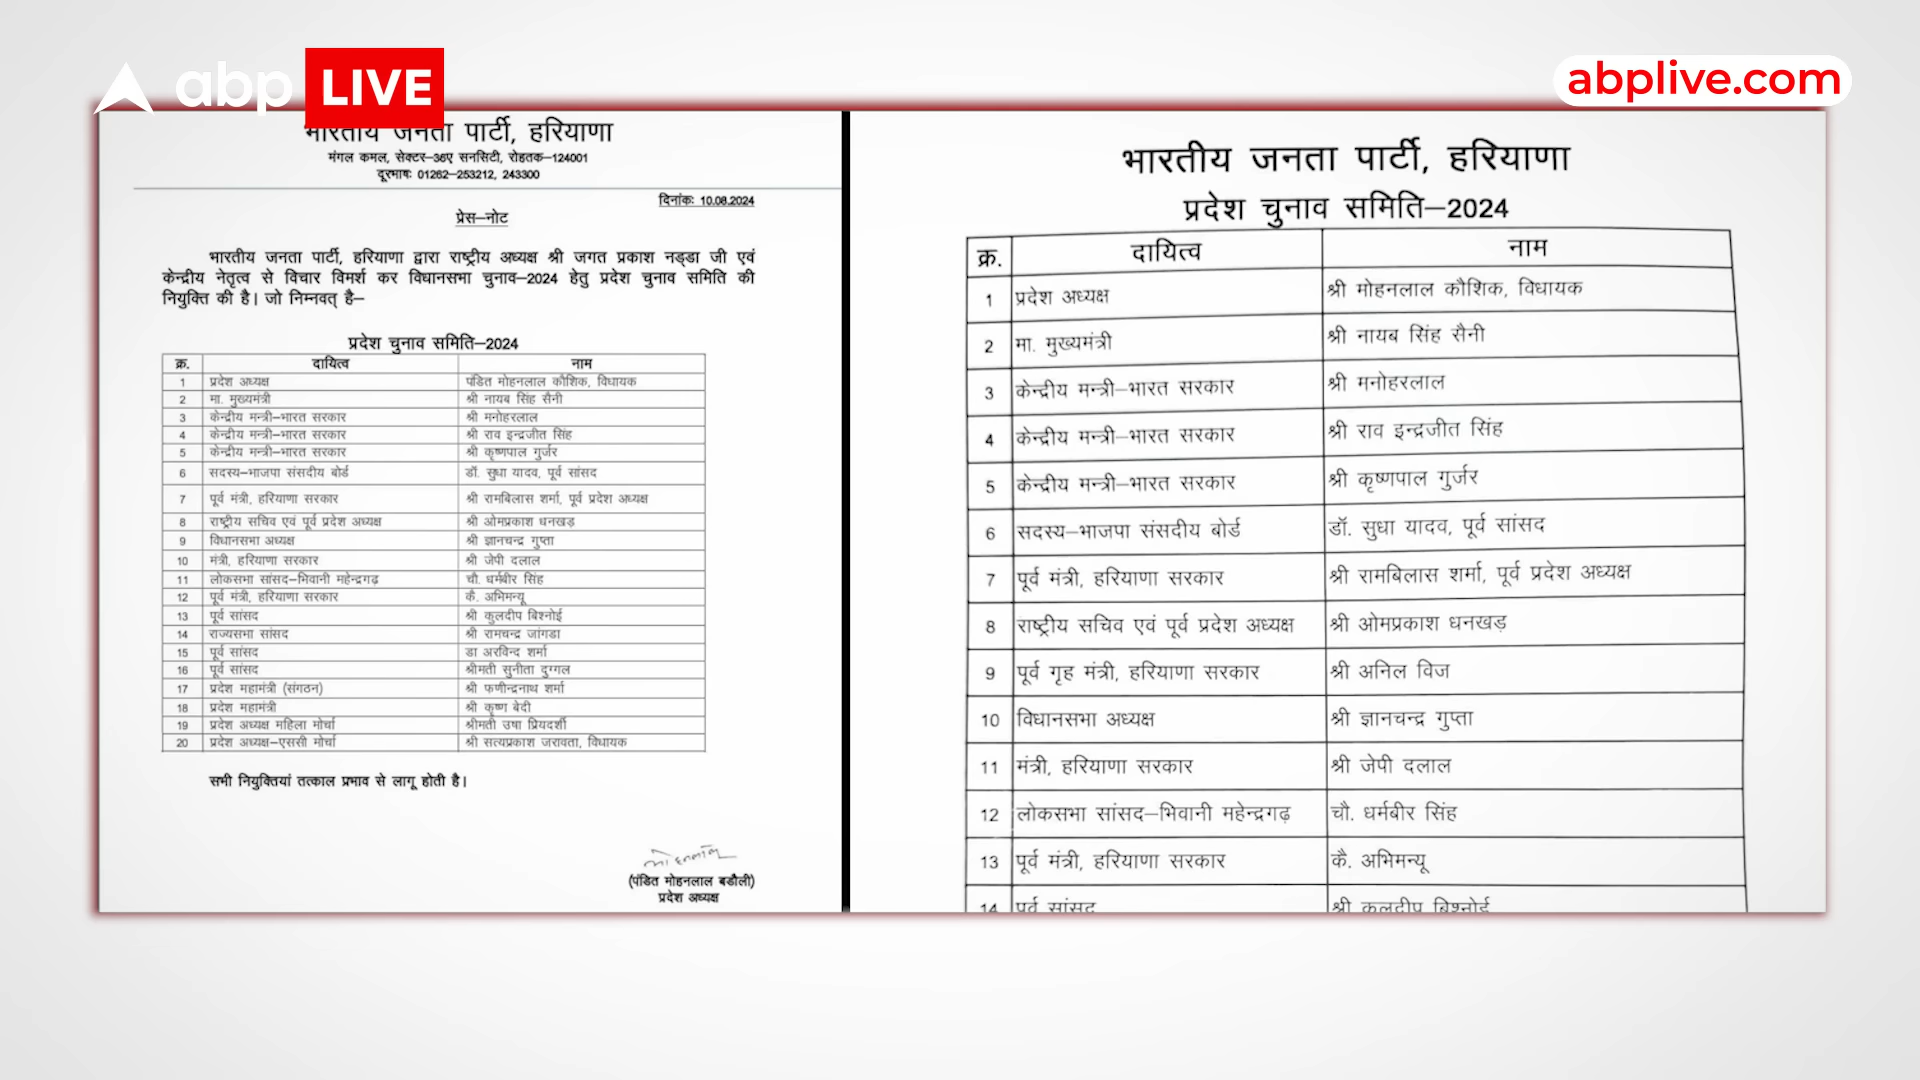 abp LIVE
abplive.com
भारतीय जनता पार्टी, हरियाणा
मंगल कमल, सेक्टर–36ए सनसिटी, रोहतक–124001
दूरभाषः 01262–253212, 243300
दिनांकः 10.08.2024
प्रेस–नोट
भारतीय जनता पार्टी, हरियाणा द्वारा राष्ट्रीय अध्यक्ष श्री जगत प्रकाश नड्डा जी एवं
केन्द्रीय नेतृत्व से विचार विमर्श कर विधानसभा चुनाव–2024 हेतु प्रदेश चुनाव समिति की
नियुक्ति की है। जो निम्नवत् है–
प्रदेश चुनाव समिति–2024
क्र. दायित्व नाम
1 प्रदेश अध्यक्ष पंडित मोहनलाल कौशिक, विधायक
2 मा. मुख्यमंत्री श्री नायब सिंह सैनी
3 केन्द्रीय मन्त्री–भारत सरकार श्री मनोहरलाल
4 केन्द्रीय मन्त्री–भारत सरकार श्री राव इन्द्रजीत सिंह
5 केन्द्रीय मन्त्री–भारत सरकार श्री कृष्णपाल गुर्जर
6 सदस्य–भाजपा संसदीय बोर्ड डॉ. सुधा यादव, पूर्व सांसद
7 पूर्व मंत्री, हरियाणा सरकार श्री रामबिलास शर्मा, पूर्व प्रदेश अध्यक्ष
8 राष्ट्रीय सचिव एवं पूर्व प्रदेश अध्यक्ष श्री ओमप्रकाश धनखड़
9 विधानसभा अध्यक्ष श्री ज्ञानचन्द्र गुप्ता
10 मंत्री, हरियाणा सरकार श्री जेपी दलाल
11 लोकसभा सांसद–भिवानी महेन्द्रगढ़ चौ. धर्मबीर सिंह
12 पूर्व मंत्री, हरियाणा सरकार कै. अभिमन्यू
13 पूर्व सांसद श्री कुलदीप बिश्नोई
14 राज्यसभा सांसद श्री रामचन्द्र जांगडा
15 पूर्व सांसद डा अरविन्द शर्मा
16 पूर्व सांसद श्रीमती सुनीता दुग्गल
17 प्रदेश महामंत्री (संगठन) श्री फणीन्द्रनाथ शर्मा
18 प्रदेश महामंत्री श्री कृष्ण बेदी
19 प्रदेश अध्यक्ष महिला मोर्चा श्रीमती उषा प्रियदर्शी
20 प्रदेश अध्यक्ष–एससी मोर्चा श्री सत्यप्रकाश जरावता, विधायक
सभी नियुक्तियां तत्काल प्रभाव से लागू होती है।
(पंडित मोहनलाल बडौली)
प्रदेश अध्यक्ष
भारतीय जनता पार्टी, हरियाणा
प्रदेश चुनाव समिति–2024
क्र. दायित्व नाम
1 प्रदेश अध्यक्ष श्री मोहनलाल कौशिक, विधायक
2 मा. मुख्यमंत्री श्री नायब सिंह सैनी
3 केन्द्रीय मन्त्री–भारत सरकार श्री मनोहरलाल
4 केन्द्रीय मन्त्री–भारत सरकार श्री राव इन्द्रजीत सिंह
5 केन्द्रीय मन्त्री–भारत सरकार श्री कृष्णपाल गुर्जर
6 सदस्य–भाजपा संसदीय बोर्ड डॉ. सुधा यादव, पूर्व सांसद
7 पूर्व मंत्री, हरियाणा सरकार श्री रामबिलास शर्मा, पूर्व प्रदेश अध्यक्ष
8 राष्ट्रीय सचिव एवं पूर्व प्रदेश अध्यक्ष श्री ओमप्रकाश धनखड़
9 पूर्व गृह मंत्री, हरियाणा सरकार श्री अनिल विज
10 विधानसभा अध्यक्ष श्री ज्ञानचन्द्र गुप्ता
11 मंत्री, हरियाणा सरकार श्री जेपी दलाल
12 लोकसभा सांसद–भिवानी महेन्द्रगढ़ चौ. धर्मबीर सिंह
13 पूर्व मंत्री, हरियाणा सरकार कै. अभिमन्यू
14 पूर्व सांसद श्री कुलदीप बिश्नोई